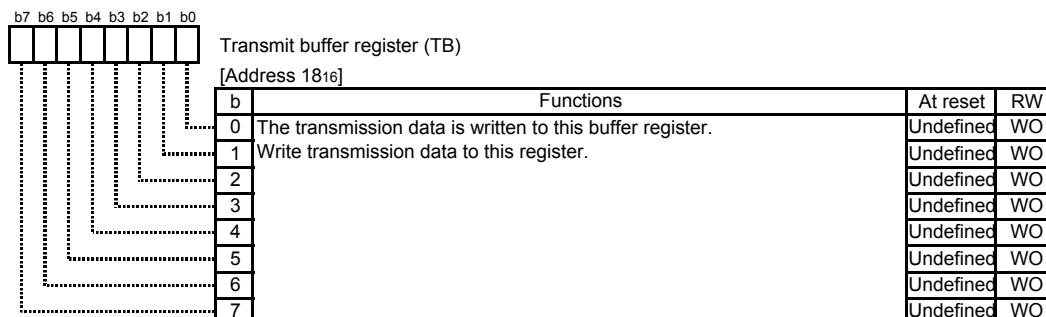 b7 b6 b5 b4 b3 b2 b1 b0
Transmit buffer register (TB)
[Address 1816]
b Functions At reset RW
0 The transmission data is written to this buffer register. Undefined WO
1 Write transmission data to this register. Undefined WO
2 Undefined WO
3 Undefined WO
4 Undefined WO
5 Undefined WO
6 Undefined WO
7 Undefined WO